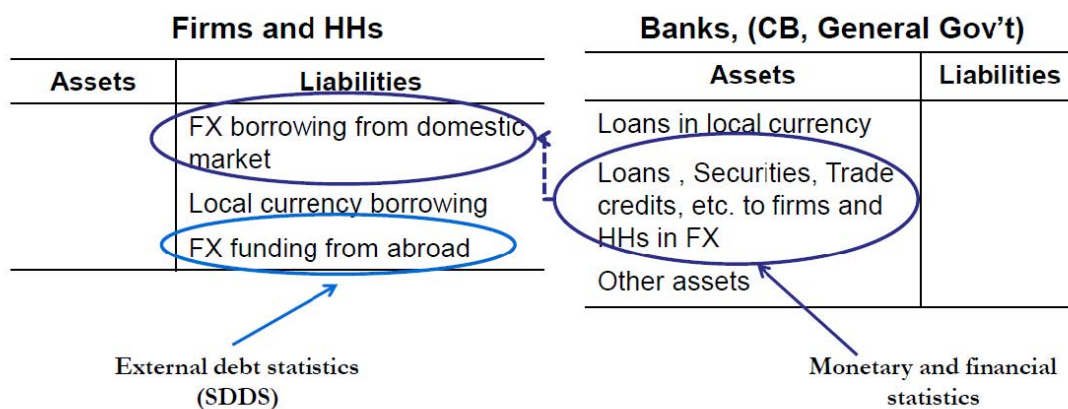 Firms and HHs
Assets
Liabilities
FX borrowing from domestic
market
Local currency borrowing
FX funding from abroad
External debt statistics
(SDDS)
Banks, (CB, General Gov't)
Assets
Liabilities
Loans in local currency
Loans , Securities, Trade
credits, etc. to firms and
HHs in FX
Other assets
Monetary and financial
statistics